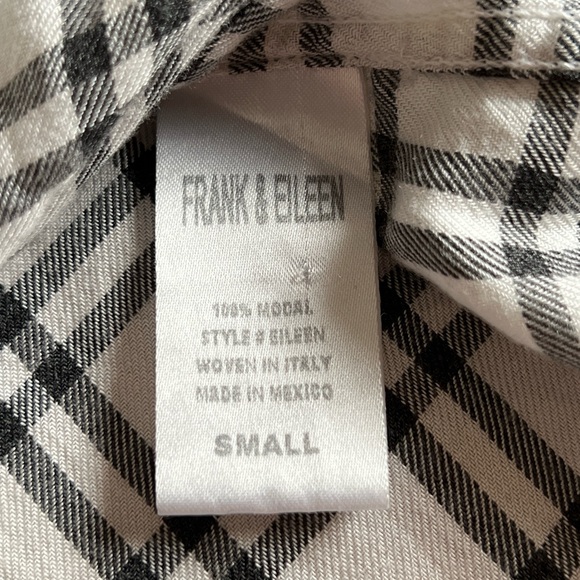 FRANK & EILEEN
100% MODAL
STYLE # EILEEN
WOVEN IN ITALY
MADE IN MEXICO
SMALL